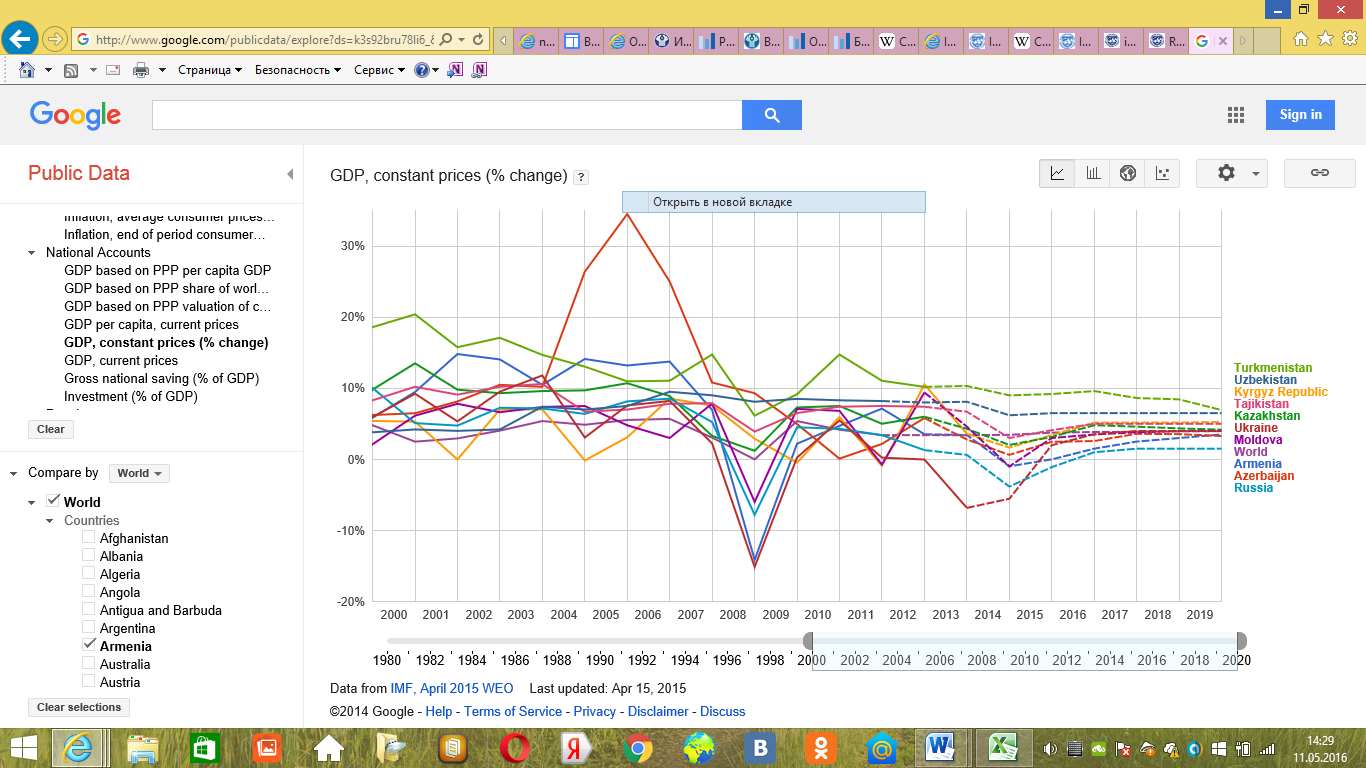 http://www.google.com/publicdata/explore?ds=k3s92bru78li6_
n... B... O... И... P... B... O... Б... C... I... I... C... I... i... R...
Страница Безопасность Сервис
Google
Sign in
Public Data
GDP, constant prices (% change) ?
Открыть в новой вкладке
Inflation, average consumer prices...
Inflation, end of period consumer...
National Accounts
GDP based on PPP per capita GDP
GDP based on PPP share of worl...
GDP based on PPP valuation of c...
GDP per capita, current prices
GDP, constant prices (% change)
GDP, current prices
Gross national saving (% of GDP)
Investment (% of GDP)
Clear
Compare by World
World
Countries
Afghanistan
Albania
Algeria
Angola
Antigua and Barbuda
Argentina
Armenia
Australia
Austria
Clear selections
30%
20%
10%
0%
-10%
-20%
2000 2001 2002 2003 2004 2005 2006 2007 2008 2009 2010 2011 2012 2013 2014 2015 2016 2017 2018 2019
Turkmenistan
Uzbekistan
Kyrgyz Republic
Tajikistan
Kazakhstan
Ukraine
Moldova
World
Armenia
Azerbaijan
Russia
1980 1982 1984 1986 1988 1990 1992 1994 1996 1998 2000 2002 2004 2006 2008 2010 2012 2014 2016 2018 2020
Data from IMF, April 2015 WEO Last updated: Apr 15, 2015
©2014 Google - Help - Terms of Service - Privacy - Disclaimer - Discuss
14:29
11.05.2016